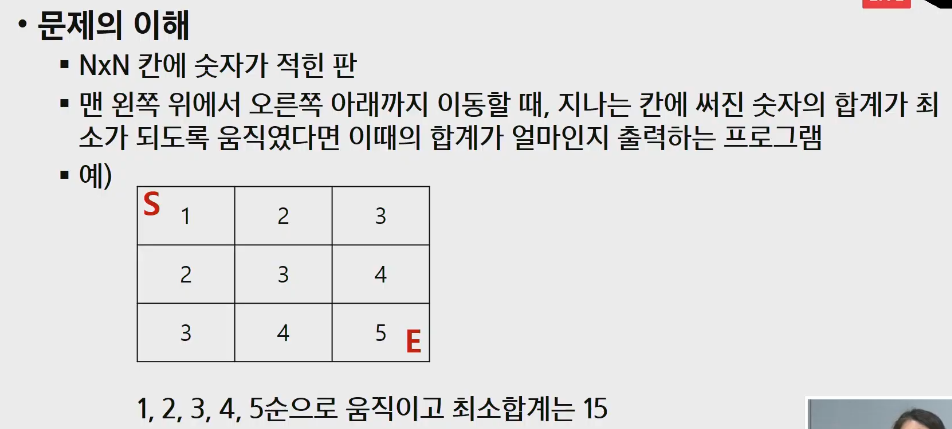 • 문제의 이해
▪ NxN 칸에 숫자가 적힌 판
▪ 맨 왼쪽 위에서 오른쪽 아래까지 이동할 때, 지나는 칸에 써진 숫자의 합계가 최
소가 되도록 움직였다면 이때의 합계가 얼마인지 출력하는 프로그램
▪ 예)
S 1 2 3
2 3 4
3 4 5 E
1, 2, 3, 4, 5순으로 움직이고 최소합계는 15